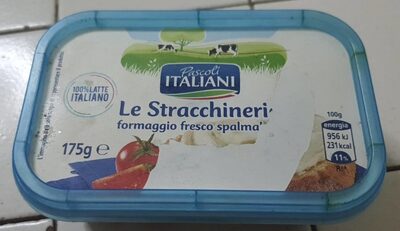 Pascoli
ITALIANI
100% LATTE
ITALIANO
Le Stracchineri
formaggio fresco spalma
175g e
100g
energia
956 kJ
231 kcal
11%